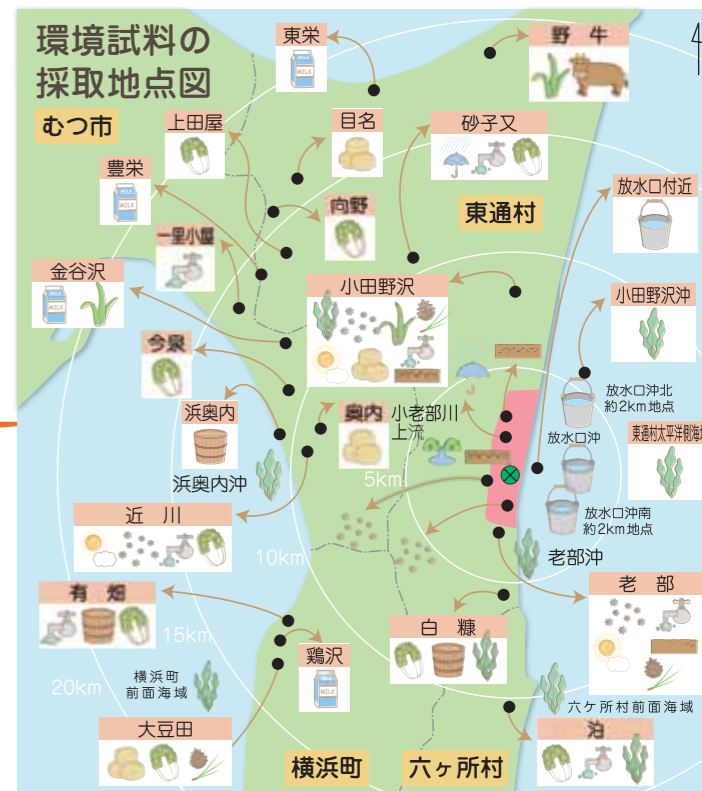 環境試料の
採取地点図
むつ市
東栄
MILK
野牛
上田屋
目名
砂子又
豊栄
MILK
向野
東通村
放水口付近
一里小屋
金谷沢
MILK
小田野沢
小田野沢沖
今泉
浜奥内
奥内
小老部川
上流
放水口沖北
約2km地点
放水口沖
東通村太平洋側海域
浜奥内沖
5km
放水口沖南
約2km地点
近川
10km
老部沖
有畑
老部
15km
白糠
鶏沢
MILK
横浜町
前面海域
20km
六ケ所村前面海域
大豆田
泊
横浜町
六ヶ所村